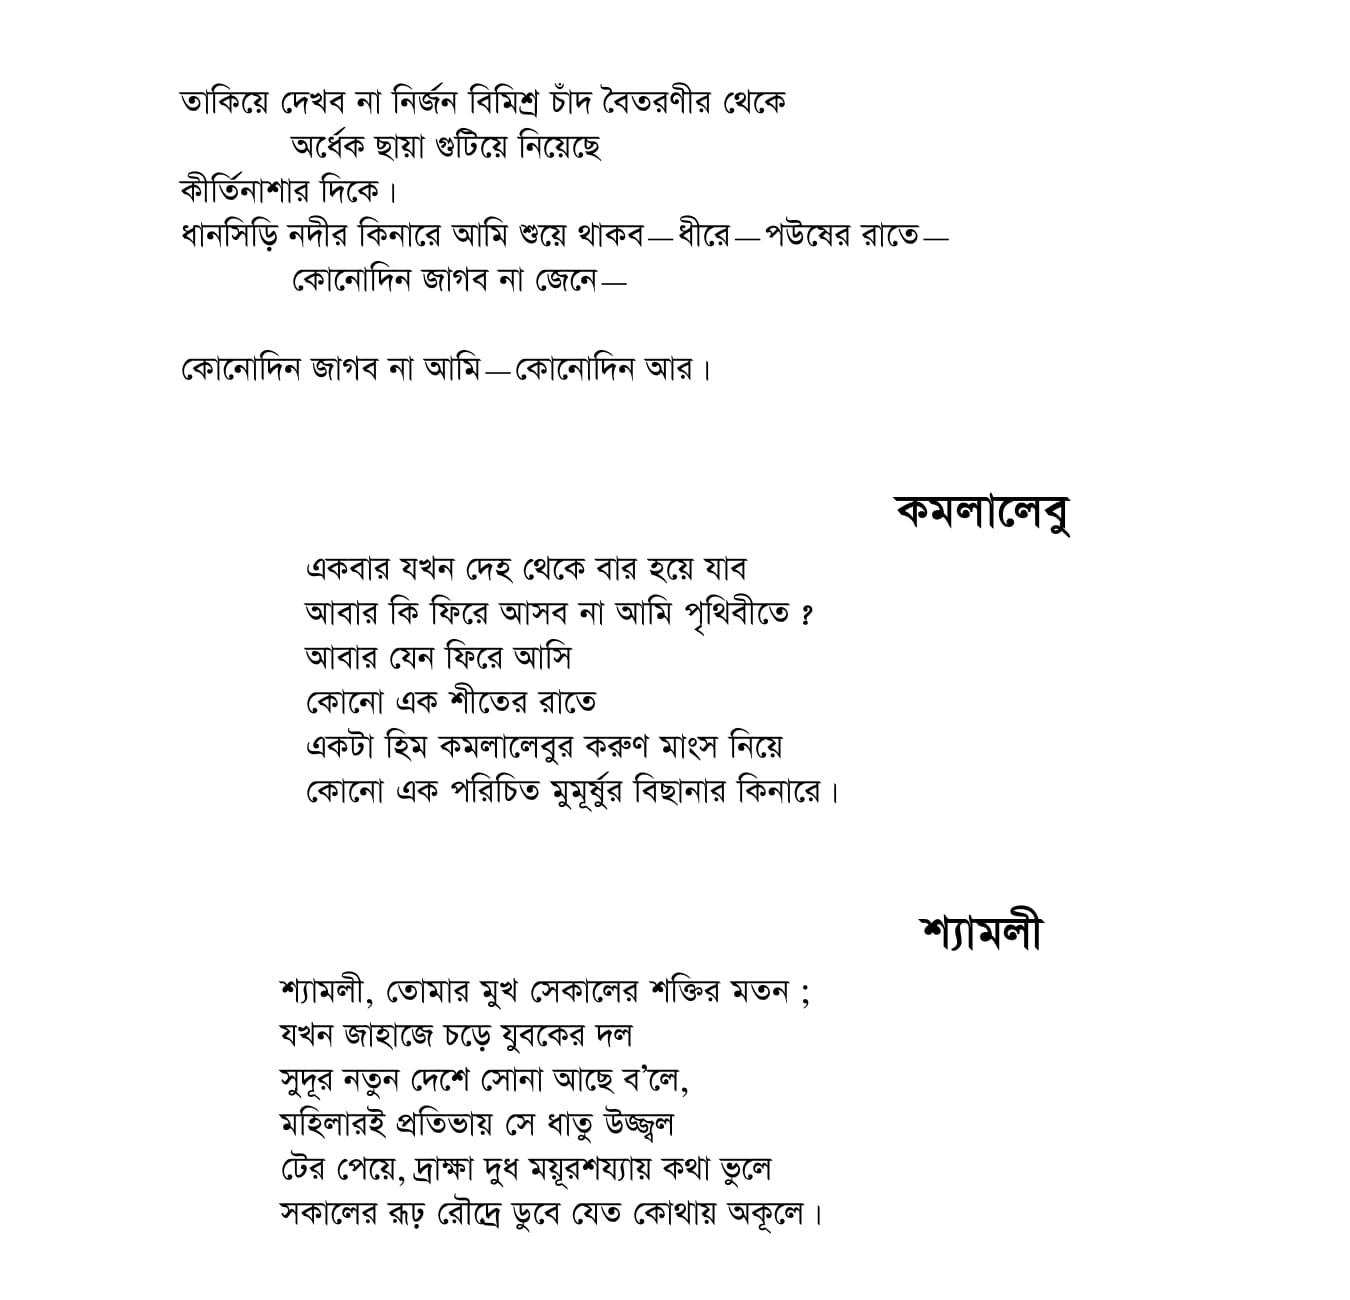 তাকিয়ে দেখব না নির্জন বিমিশ্র চাঁদ বৈতরণীর থেকে
অর্ধেক ছায়া গুটিয়ে নিয়েছে
কীর্তিনাশার দিকে।
ধানসিড়ি নদীর কিনারে আমি শুয়ে থাকব—ধীরে—পউষের রাতে—
কোনোদিন জাগব না জেনে—
কোনোদিন জাগব না আমি—কোনোদিন আর।
কমলালেবু
একবার যখন দেহ থেকে বার হয়ে যাব
আবার কি ফিরে আসব না আমি পৃথিবীতে ?
আবার যেন ফিরে আসি
কোনো এক শীতের রাতে
একটা হিম কমলালেবুর করুণ মাংস নিয়ে
কোনো এক পরিচিত মুমূর্ষুর বিছানার কিনারে।
শ্যামলী
শ্যামলী, তোমার মুখ সেকালের শক্তির মতন ;
যখন জাহাজে চড়ে যুবকের দল
সুদূর নতুন দেশে সোনা আছে ব’লে,
মহিলারই প্রতিভায় সে ধাতু উজ্জ্বল
টের পেয়ে, দ্রাক্ষা দুধ ময়ূরশয্যায় কথা ভুলে
সকালের রূঢ় রৌদ্রে ডুবে যেত কোথায় অকূলে।